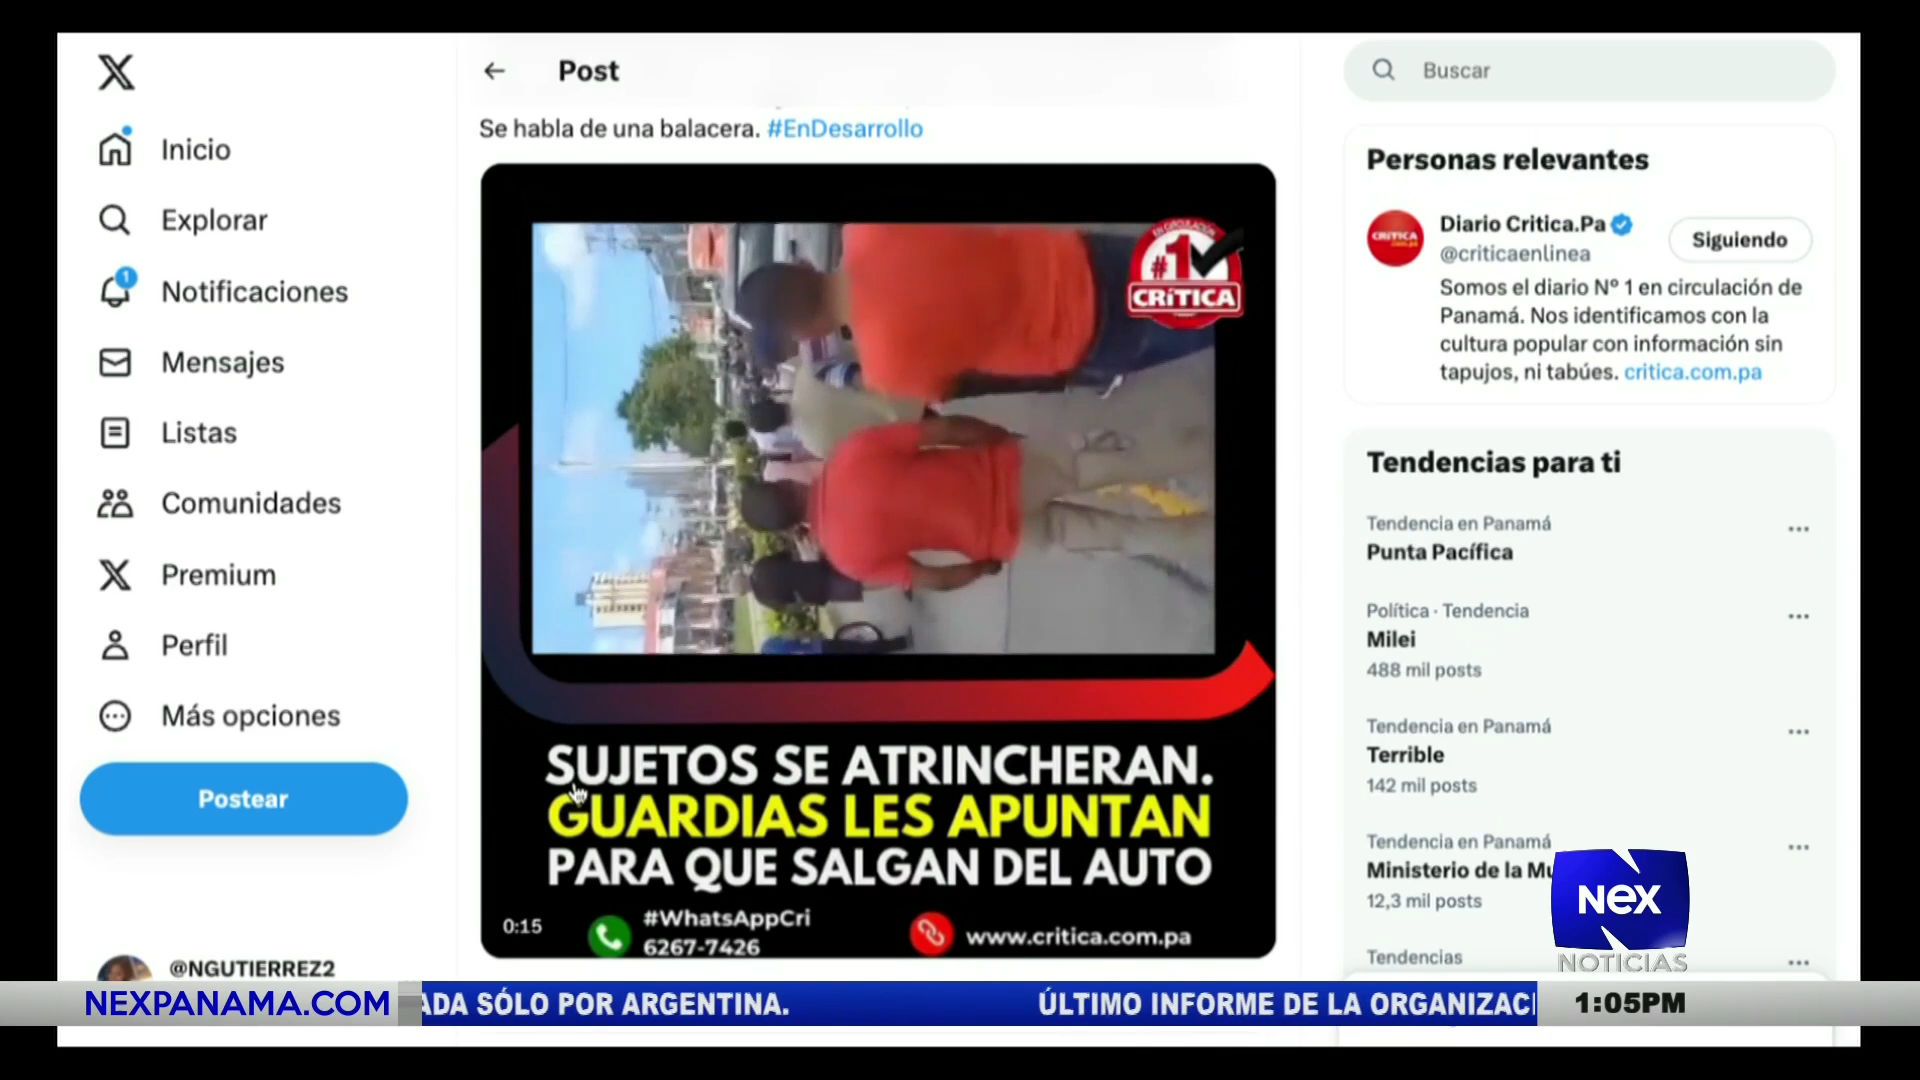 Inicio
Explorar
1
Notificaciones
Mensajes
Listas
Comunidades
Premium
Perfil
Más opciones
Postear
@NGUTIERREZ2
Post
Se habla de una balacera. #EnDesarrollo
EN CIRCULACIÓN
#1
CRíTICA
SUJETOS SE ATRINCHERAN.
GUARDIAS LES APUNTAN
PARA QUE SALGAN DEL AUTO
0:15
#WhatsAppCri
6267-7426
www.critica.com.pa
Buscar
Personas relevantes
CRíTICA
Diario Critica.Pa
@criticaenlinea
Siguiendo
Somos el diario Nº 1 en circulación de
Panamá. Nos identificamos con la
cultura popular con información sin
tapujos, ni tabúes. critica.com.pa
Tendencias para ti
Tendencia en Panamá
Punta Pacífica
Política · Tendencia
Milei
488 mil posts
Tendencia en Panamá
Terrible
142 mil posts
Tendencia en Panamá
Ministerio de la Mu
12,3 mil posts
Tendencias
Nex
NOTICIAS
NEXPANAMA.COM
ADA SÓLO POR ARGENTINA.
ÚLTIMO INFORME DE LA ORGANIZACI
1:05PM